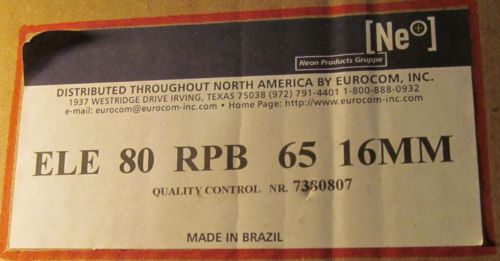 [Ne⊕]
Neon Products Gruppe
DISTRIBUTED THROUGHOUT NORTH AMERICA BY EUROCOM, INC.
1937 WESTRIDGE DRIVE IRVING, TEXAS 75038 (972) 791-4401 1-800-888-0932
e-mail: eurocom@eurocom-inc.com • Home Page: http://www.eurocom-inc.com
ELE 80 RPB 65 16MM
QUALITY CONTROL NR. 7380807
MADE IN BRAZIL